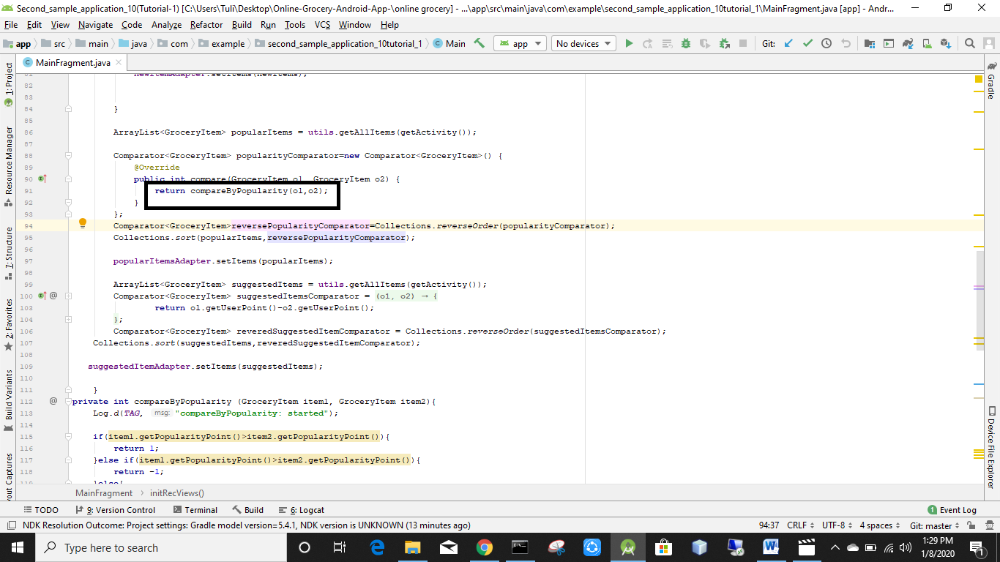 Second_sample_application_10(Tutorial-1) [C:\Users\Tuli\Desktop\Online-Grocery-Android-App-\online grocery] - ...\app\src\main\java\com\example\second_sample_application_10tutorial_1\MainFragment.java [app] - Andr...
File Edit View Navigate Code Analyze Refactor Build Run Tools VCS Window Help
app src main java com example second_sample_application_10tutorial_1 Main app No devices Git:
MainFragment.java
81 newItemAdapter.setItems(newItems);
82
83
84 }
85
86 ArrayList<GroceryItem> popularItems = utils.getAllItems(getActivity());
87
88 Comparator<GroceryItem> popularityComparator=new Comparator<GroceryItem>() {
89 @Override
90 public int compare(GroceryItem o1, GroceryItem o2) {
91 return compareByPopularity(o1,o2);
92 }
93 };
94 Comparator<GroceryItem>reversePopularityComparator=Collections.reverseOrder(popularityComparator);
95 Collections.sort(popularItems,reversePopularityComparator);
96
97 popularItemsAdapter.setItems(popularItems);
98
99 ArrayList<GroceryItem> suggestedItems = utils.getAllItems(getActivity());
100 Comparator<GroceryItem> suggestedItemsComparator = (o1, o2) → {
103 return o1.getUserPoint()-o2.getUserPoint();
104 };
106 Comparator<GroceryItem> reveredSuggestedItemComparator = Collections.reverseOrder(suggestedItemsComparator);
107 Collections.sort(suggestedItems,reveredSuggestedItemComparator);
108
109 suggestedItemAdapter.setItems(suggestedItems);
110
111 }
112 @ private int compareByPopularity (GroceryItem item1, GroceryItem item2){
113 Log.d(TAG, msg: "compareByPopularity: started");
114
115 if(item1.getPopularityPoint()>item2.getPopularityPoint()){
116 return 1;
117 }else if(item1.getPopularityPoint()>item2.getPopularityPoint()){
118 return -1;
119 }else{
1: Project
Resource Manager
7: Structure
2: Favorites
Build Variants
Layout Captures
Gradle
Device File Explorer
MainFragment initRecViews()
TODO 9: Version Control Terminal Build 6: Logcat 1 Event Log
NDK Resolution Outcome: Project settings: Gradle model version=5.4.1, NDK version is UNKNOWN (13 minutes ago) 94:37 CRLF UTF-8 4 spaces Git: master
Type here to search
1:29 PM
1/8/2020
1